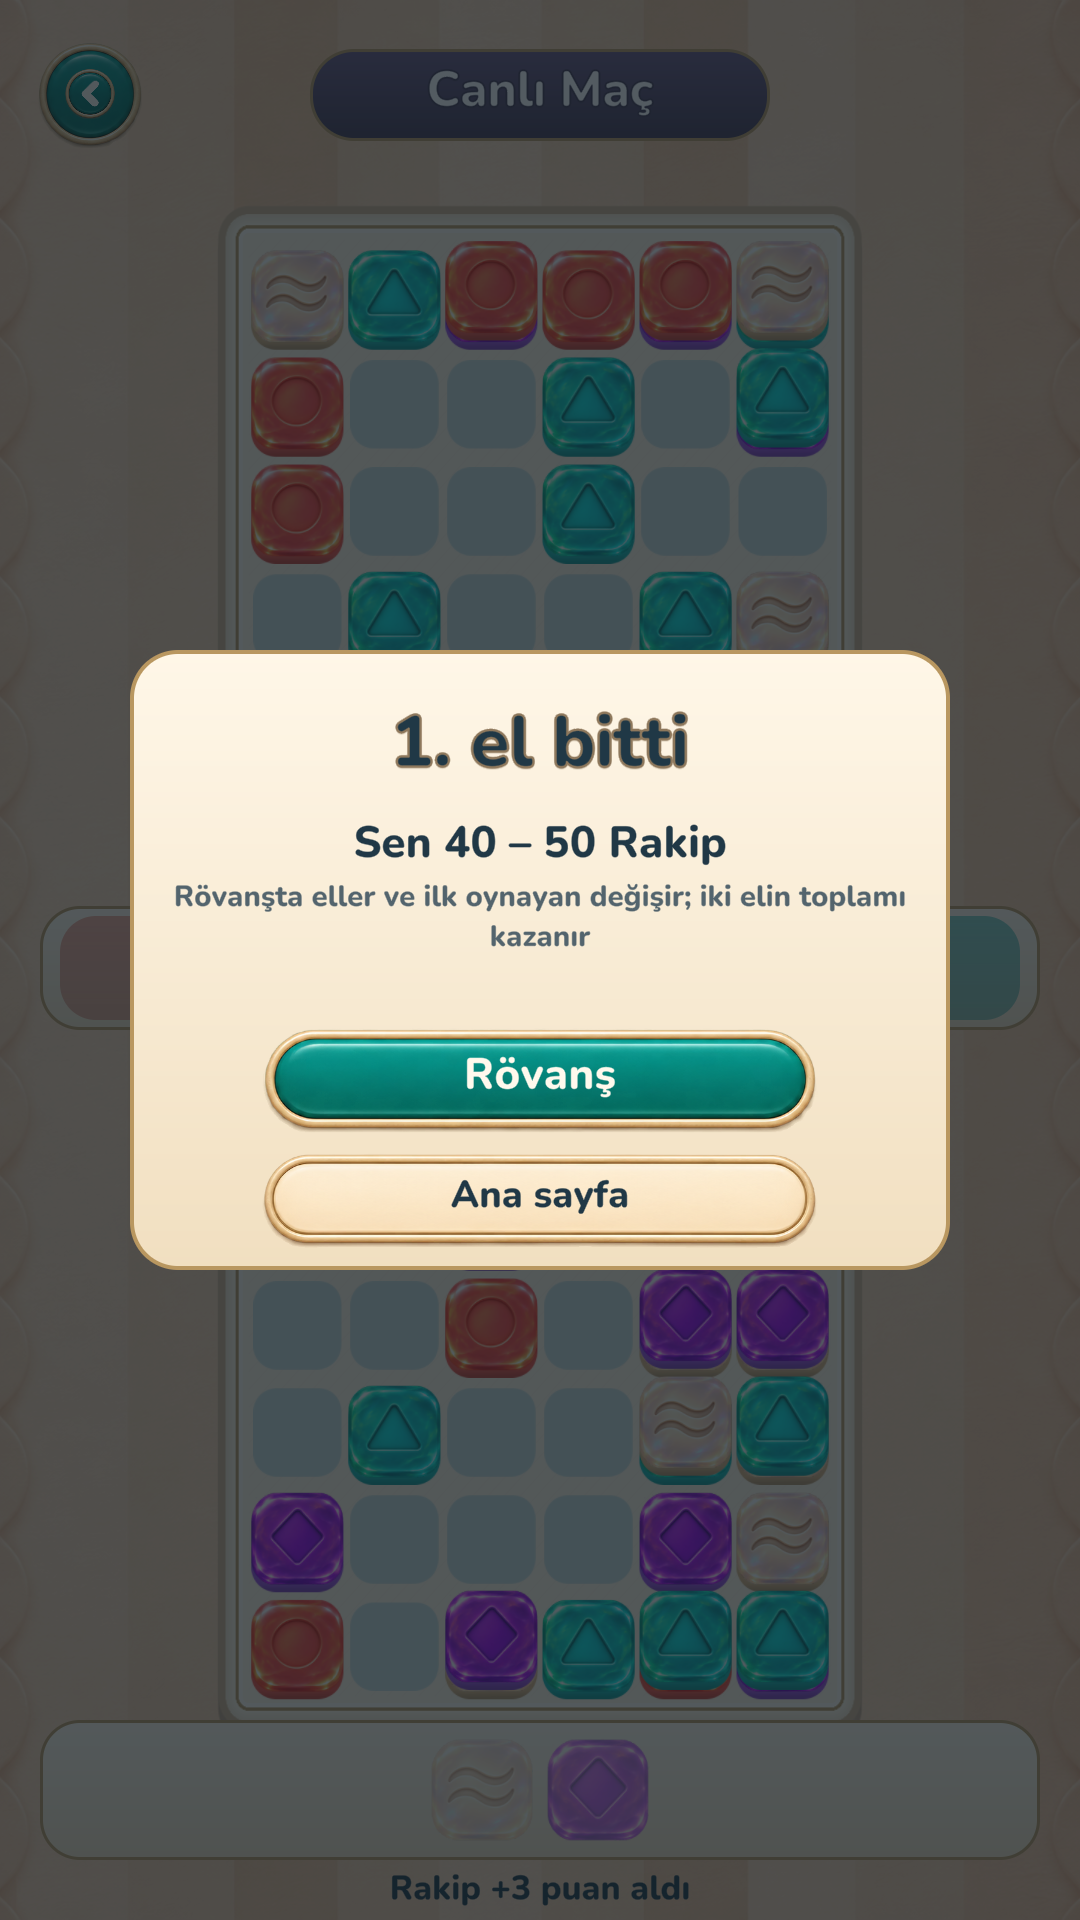 Canlı Maç
1. el bitti
Sen 40 – 50 Rakip
Rövanşta eller ve ilk oynayan değişir; iki elin toplamı
kazanır
Rövanş
Ana sayfa
Rakip +3 puan aldı